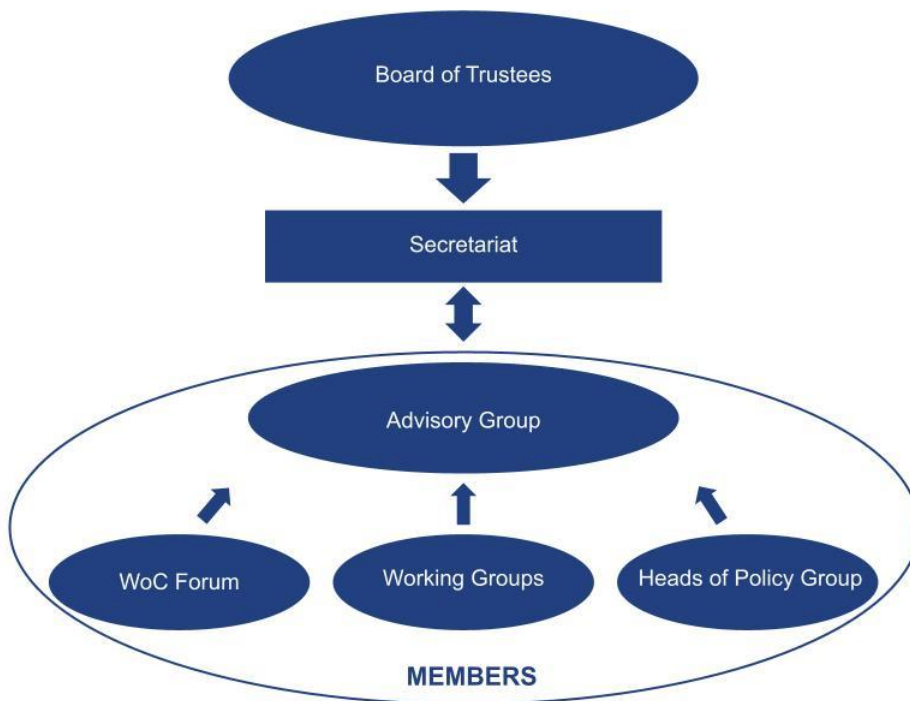 Board of Trustees
Secretariat
Advisory Group
WoC Forum
Working Groups
Heads of Policy Group
MEMBERS